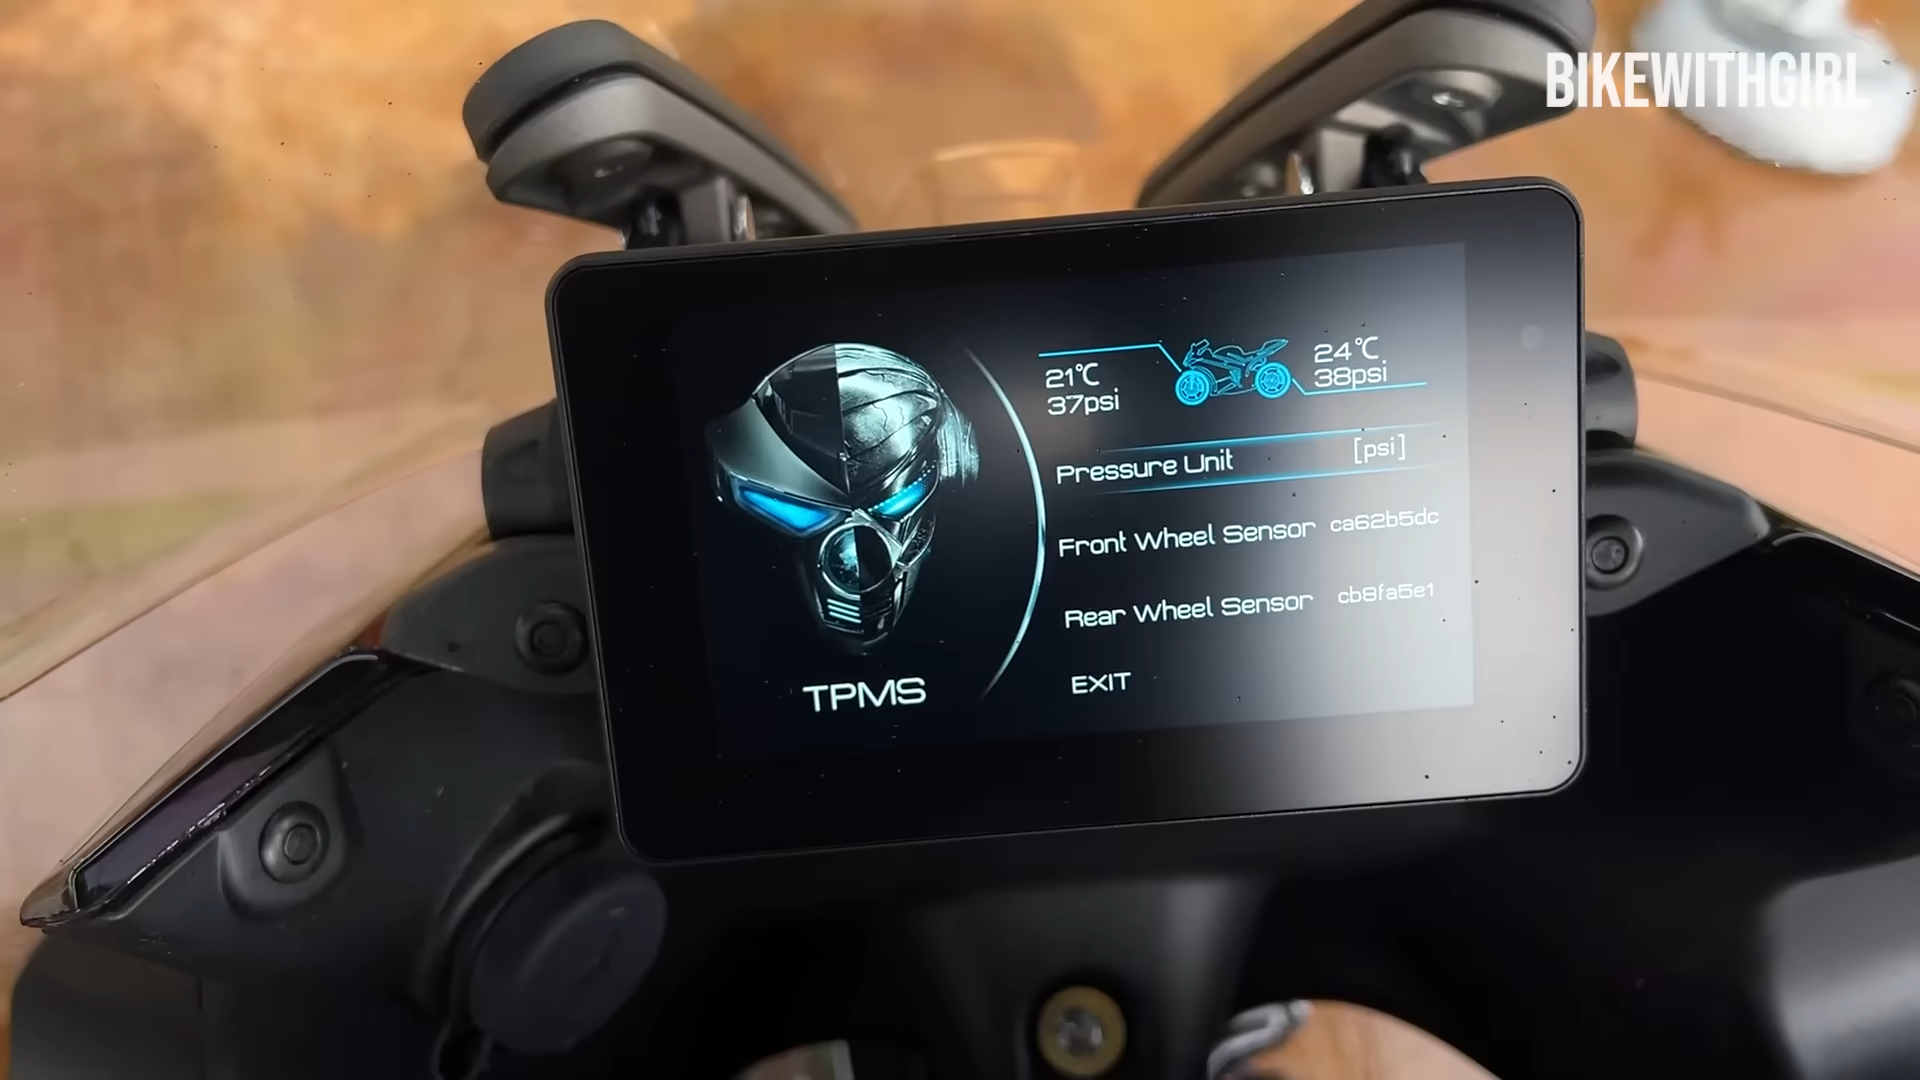 BIKEWITHGIRL
21°C
37psi
24°C
38psi
Pressure Unit [psi]
Front Wheel Sensor ca62b5dc
Rear Wheel Sensor cb8fa5e1
EXIT
TPMS